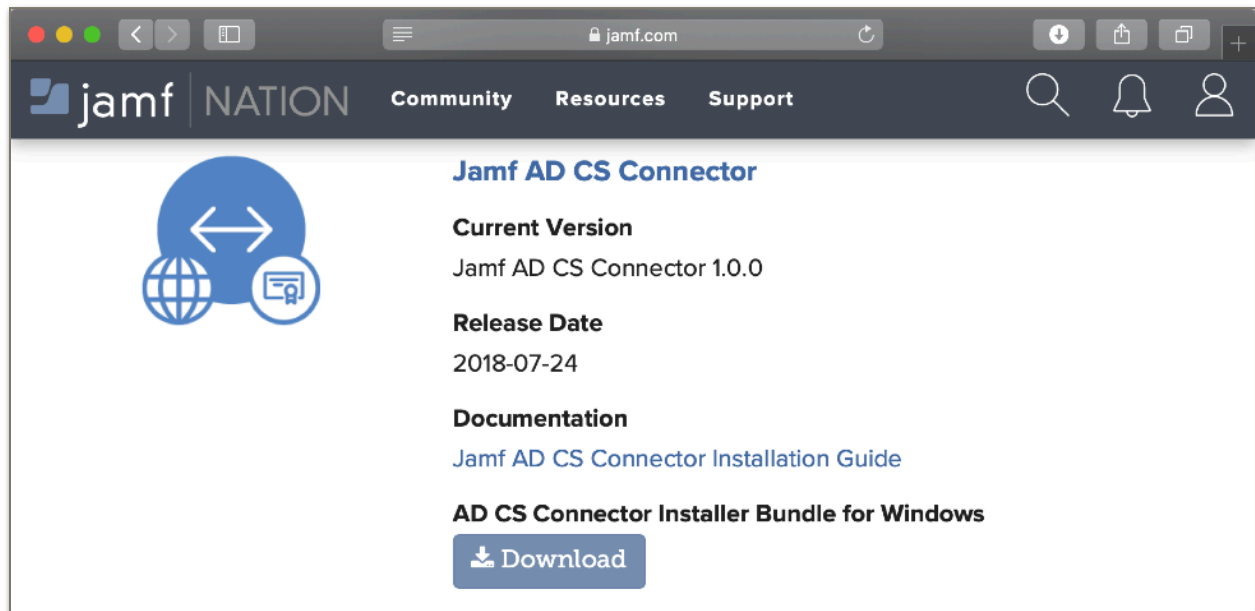 jamf.com
jamf NATION Community Resources Support
Jamf AD CS Connector
Current Version
Jamf AD CS Connector 1.0.0
Release Date
2018-07-24
Documentation
Jamf AD CS Connector Installation Guide
AD CS Connector Installer Bundle for Windows
Download